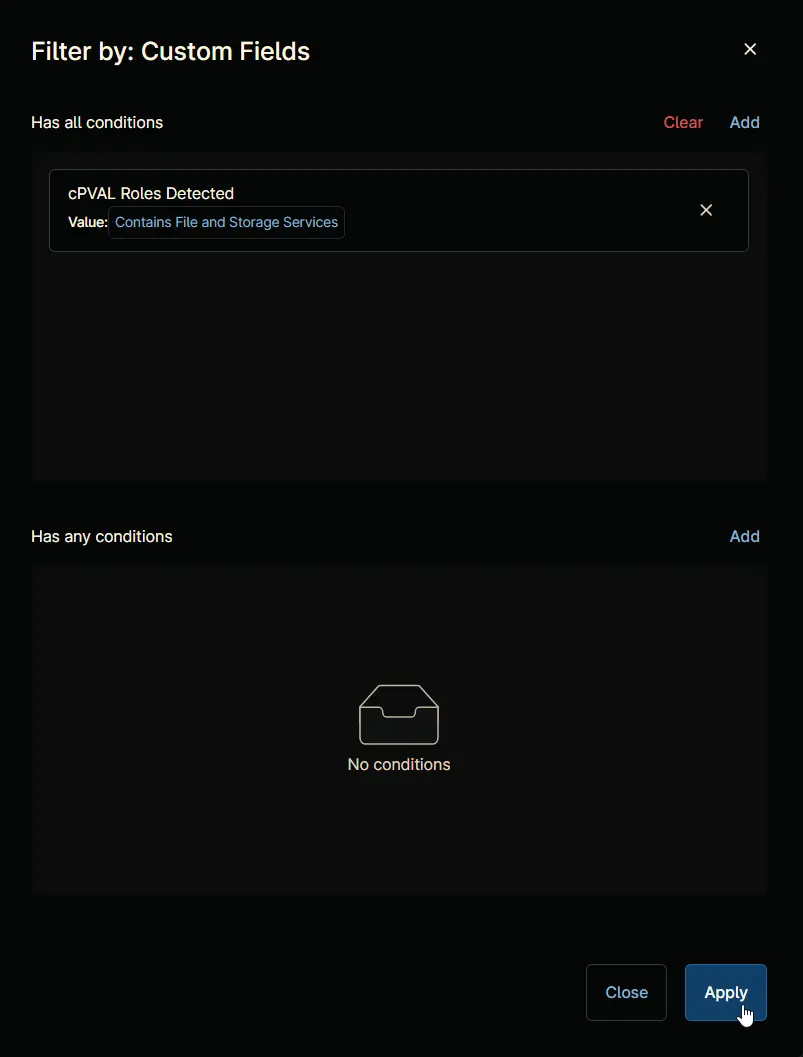 Filter by: Custom Fields
Has all conditions
Clear
Add
cPVAL Roles Detected
Value: Contains File and Storage Services
Has any conditions
Add
No conditions
Close
Apply